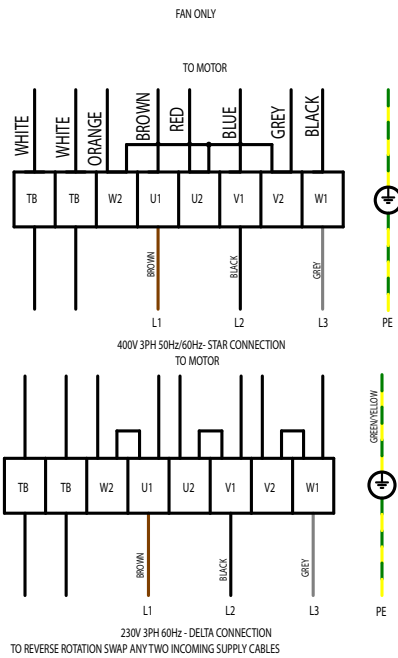 FAN ONLY
TO MOTOR
WHITE WHITE ORANGE BROWN RED BLUE GREY BLACK
TB TB W2 U1 U2 V1 V2 W1
BROWN BLACK GREY
L1 L2 L3 PE
400V 3PH 50Hz/60Hz- STAR CONNECTION
TO MOTOR
GREEN/YELLOW
TB TB W2 U1 U2 V1 V2 W1
BROWN BLACK GREY
L1 L2 L3 PE
230V 3PH 60Hz - DELTA CONNECTION
TO REVERSE ROTATION SWAP ANY TWO INCOMING SUPPLY CABLES